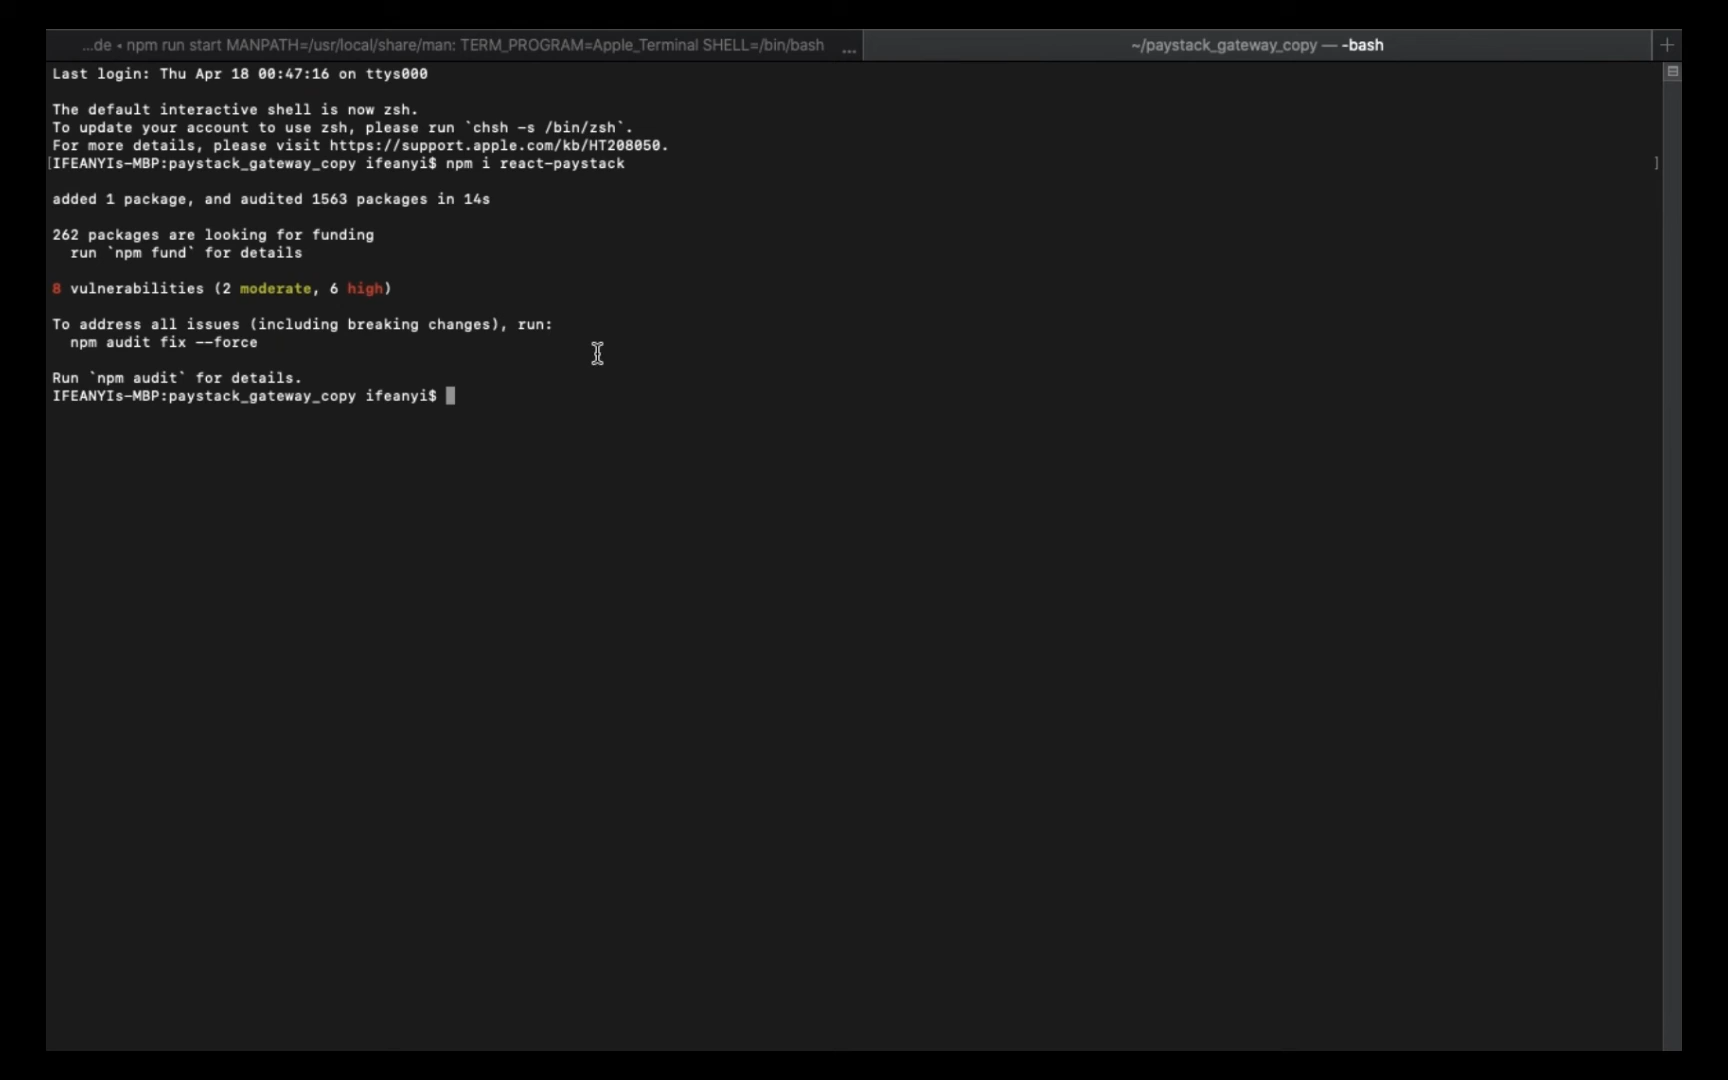 ...de • npm run start MANPATH=/usr/local/share/man: TERM_PROGRAM=Apple_Terminal SHELL=/bin/bash ...
~/paystack_gateway_copy — -bash
Last login: Thu Apr 18 00:47:16 on ttys000
The default interactive shell is now zsh.
To update your account to use zsh, please run `chsh -s /bin/zsh`.
For more details, please visit https://support.apple.com/kb/HT208050.
[IFEANYIs-MBP:paystack_gateway_copy ifeanyi$ npm i react-paystack ]
added 1 package, and audited 1563 packages in 14s
262 packages are looking for funding
run `npm fund` for details
8 vulnerabilities (2 moderate, 6 high)
To address all issues (including breaking changes), run:
npm audit fix --force
Run `npm audit` for details.
IFEANYIs-MBP:paystack_gateway_copy ifeanyi$